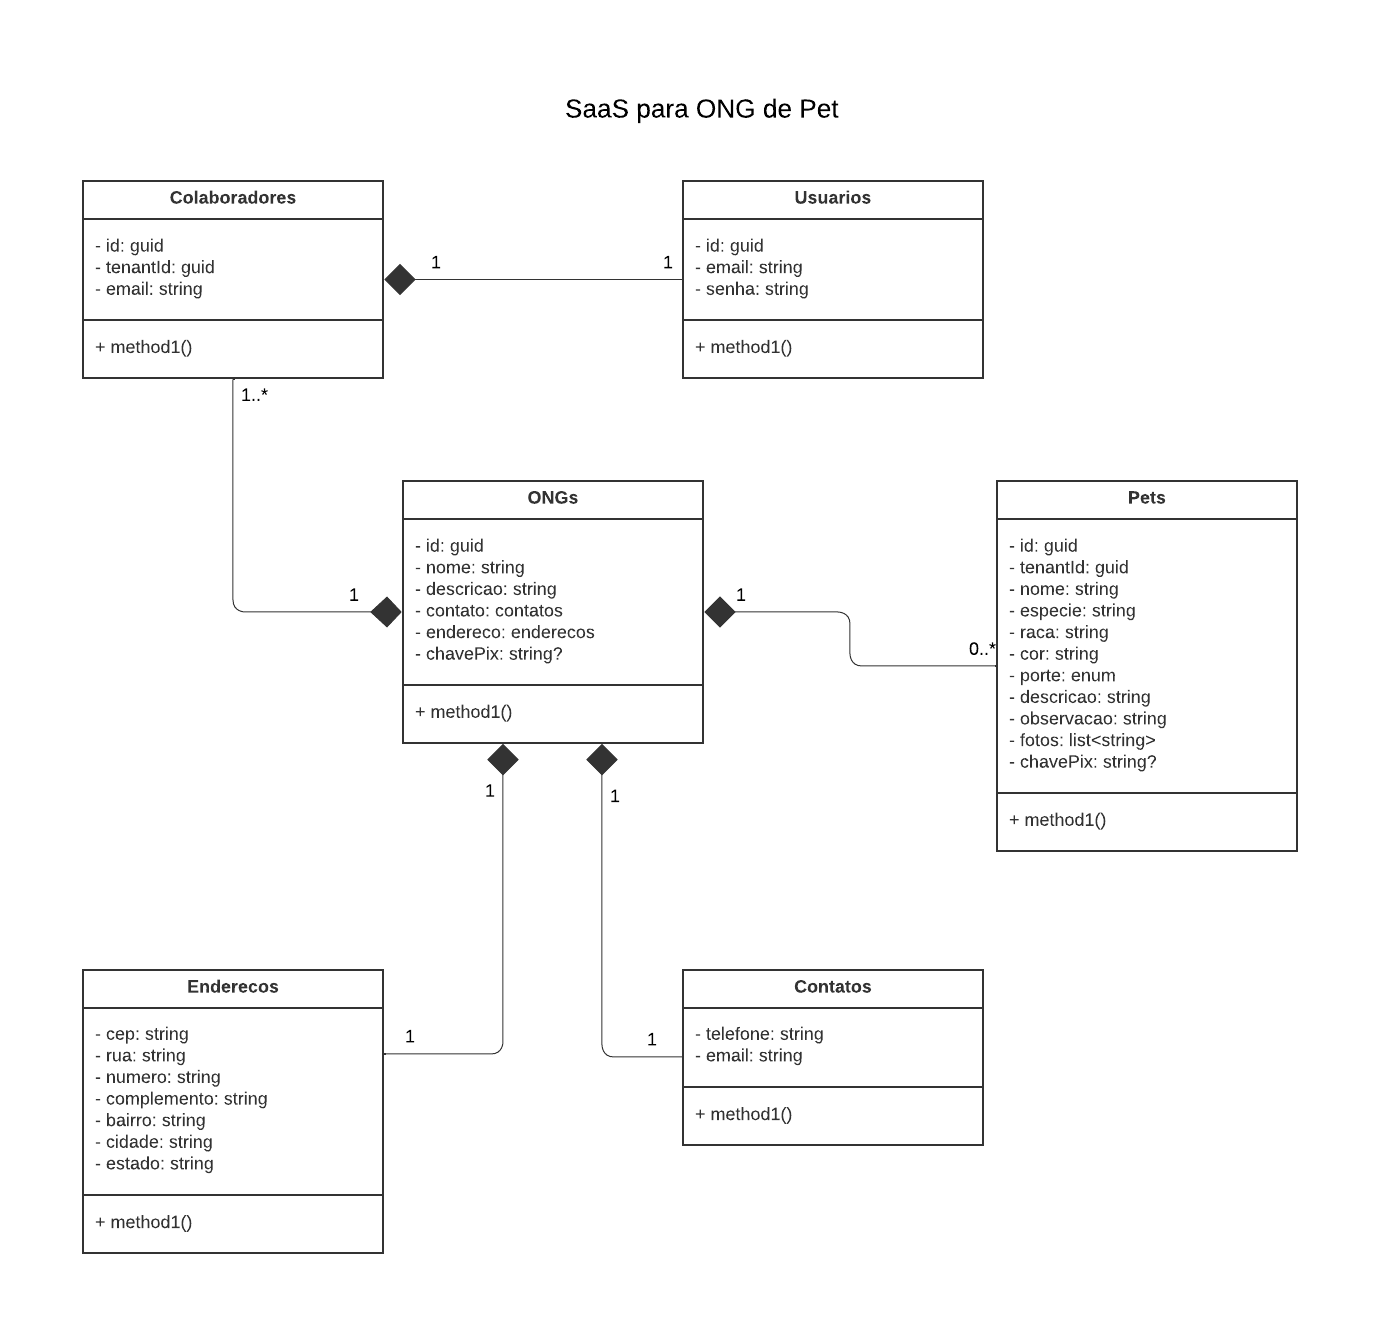 SaaS para ONG de Pet
Colaboradores
- id: guid
- tenantId: guid
- email: string
+ method1()
1
1
Usuarios
- id: guid
- email: string
- senha: string
+ method1()
1..*
1
ONGs
- id: guid
- nome: string
- descricao: string
- contato: contatos
- endereco: enderecos
- chavePix: string?
+ method1()
1
0..*
Pets
- id: guid
- tenantId: guid
- nome: string
- especie: string
- raca: string
- cor: string
- porte: enum
- descricao: string
- observacao: string
- fotos: list<string>
- chavePix: string?
+ method1()
1
1
Enderecos
- cep: string
- rua: string
- numero: string
- complemento: string
- bairro: string
- cidade: string
- estado: string
+ method1()
1
1
Contatos
- telefone: string
- email: string
+ method1()